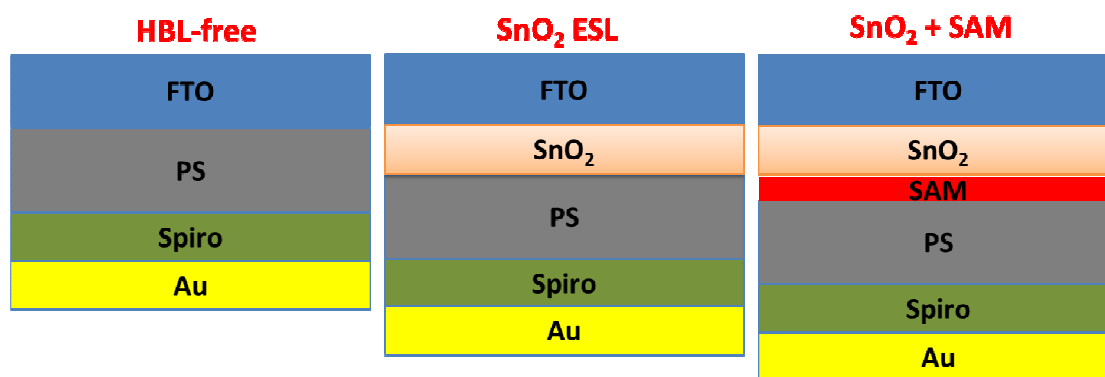 HBL-free
FTO
PS
Spiro
Au
SnO₂ ESL
FTO
SnO₂
PS
Spiro
Au
SnO₂ + SAM
FTO
SnO₂
SAM
PS
Spiro
Au